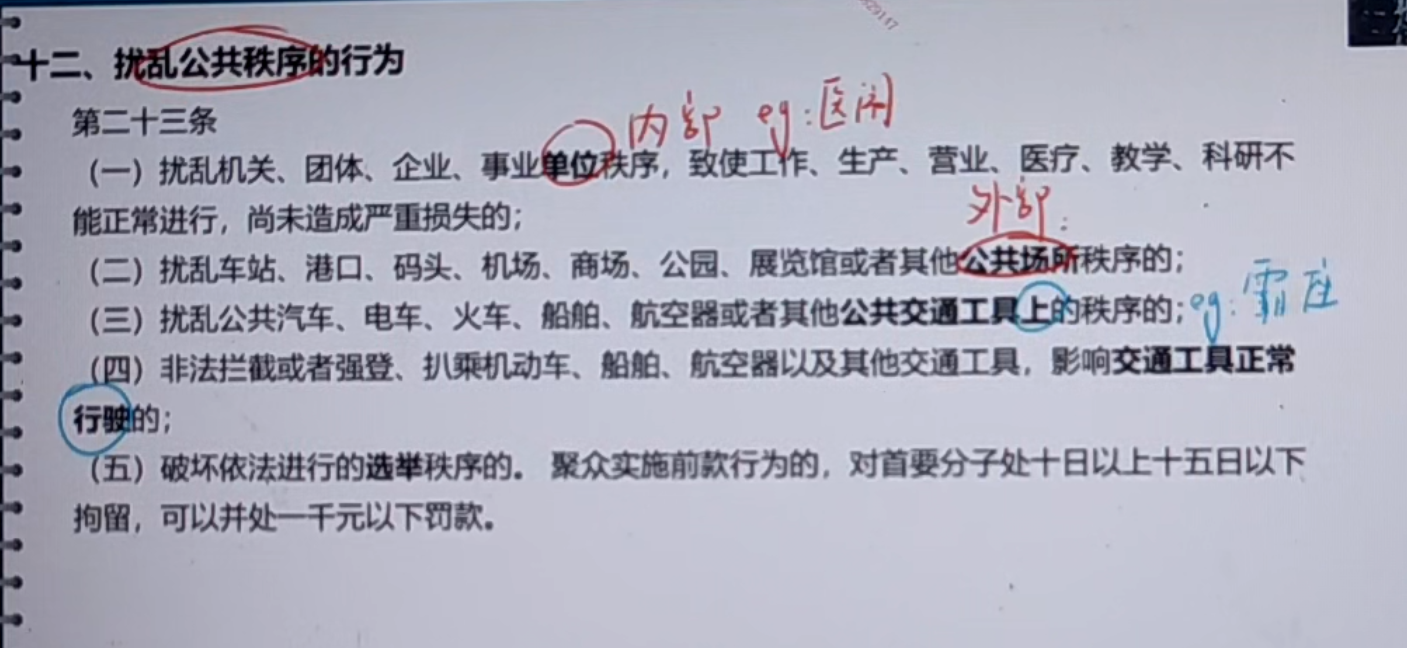 29147
十二、扰乱公共秩序的行为
第二十三条
内部 eg:医闹
（一）扰乱机关、团体、企业、事业单位秩序，致使工作、生产、营业、医疗、教学、科研不
能正常进行，尚未造成严重损失的；
外部：
（二）扰乱车站、港口、码头、机场、商场、公园、展览馆或者其他公共场所秩序的；
（三）扰乱公共汽车、电车、火车、船舶、航空器或者其他公共交通工具上的秩序的；eg:霸座
（四）非法拦截或者强登、扒乘机动车、船舶、航空器以及其他交通工具，影响交通工具正常
行驶的；
（五）破坏依法进行的选举秩序的。 聚众实施前款行为的，对首要分子处十日以上十五日以下
拘留，可以并处一千元以下罚款。